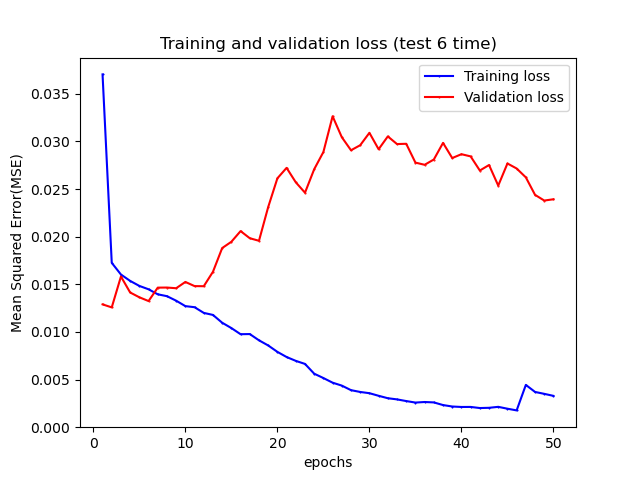 Training and validation loss (test 6 time)
Training loss
Validation loss
Mean Squared Error(MSE)
0.035
0.030
0.025
0.020
0.015
0.010
0.005
0.000
0 10 20 30 40 50
epochs